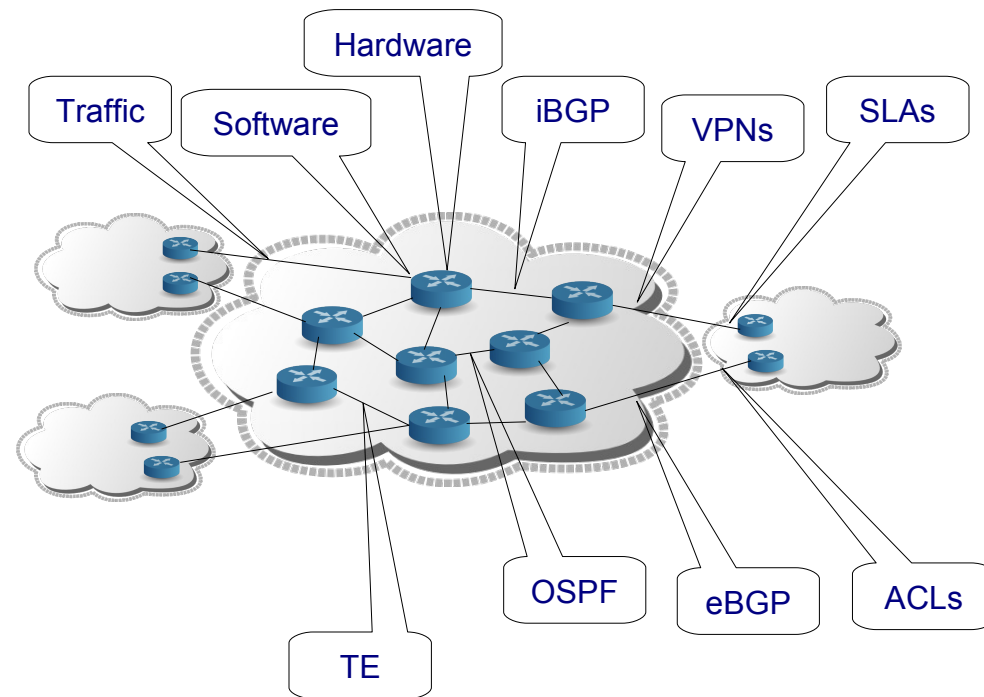 Hardware
Traffic
Software
iBGP
VPNs
SLAs
OSPF
eBGP
ACLs
TE